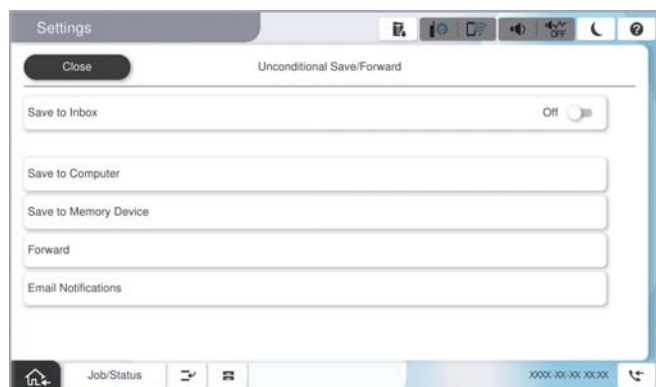 Settings
OFF
Close
Unconditional Save/Forward
Save to Inbox
Off
Save to Computer
Save to Memory Device
Forward
Email Notifications
Job/Status
XXXX-XX-XX XX:XX